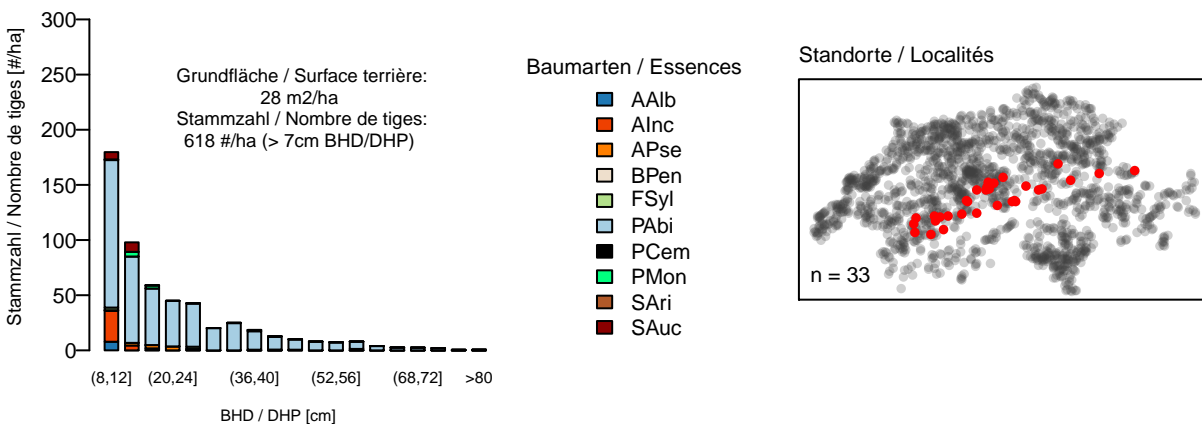 Stammzahl / Nombre de tiges [#/ha]
300
250
200
150
100
50
0
Grundfläche / Surface terrière:
28 m2/ha
Stammzahl / Nombre de tiges:
618 #/ha (> 7cm BHD/DHP)
(8,12]
(20,24]
(36,40]
(52,56]
(68,72]
>80
BHD / DHP [cm]
Baumarten / Essences
AAlb
AInc
APse
BPen
FSyl
PAbi
PCem
PMon
SAri
SAuc
Standorte / Localités
n = 33